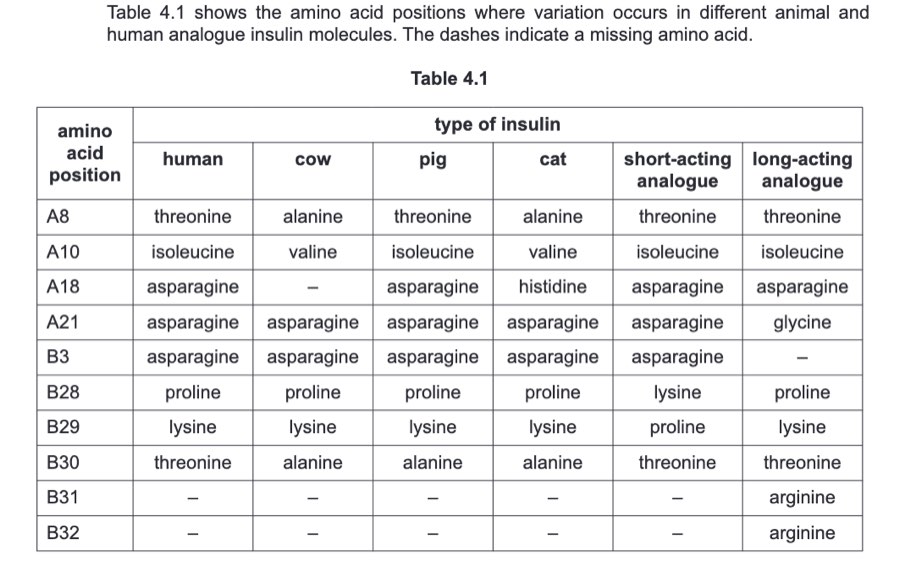 Table 4.1 shows the amino acid positions where variation occurs in different animal and
human analogue insulin molecules. The dashes indicate a missing amino acid.
Table 4.1
amino acid position type of insulin
human cow pig cat short-acting analogue long-acting analogue
A8 threonine alanine threonine alanine threonine threonine
A10 isoleucine valine isoleucine valine isoleucine isoleucine
A18 asparagine – asparagine histidine asparagine asparagine
A21 asparagine asparagine asparagine asparagine asparagine glycine
B3 asparagine asparagine asparagine asparagine asparagine –
B28 proline proline proline proline lysine proline
B29 lysine lysine lysine lysine proline lysine
B30 threonine alanine alanine alanine threonine threonine
B31 – – – – – arginine
B32 – – – – – arginine